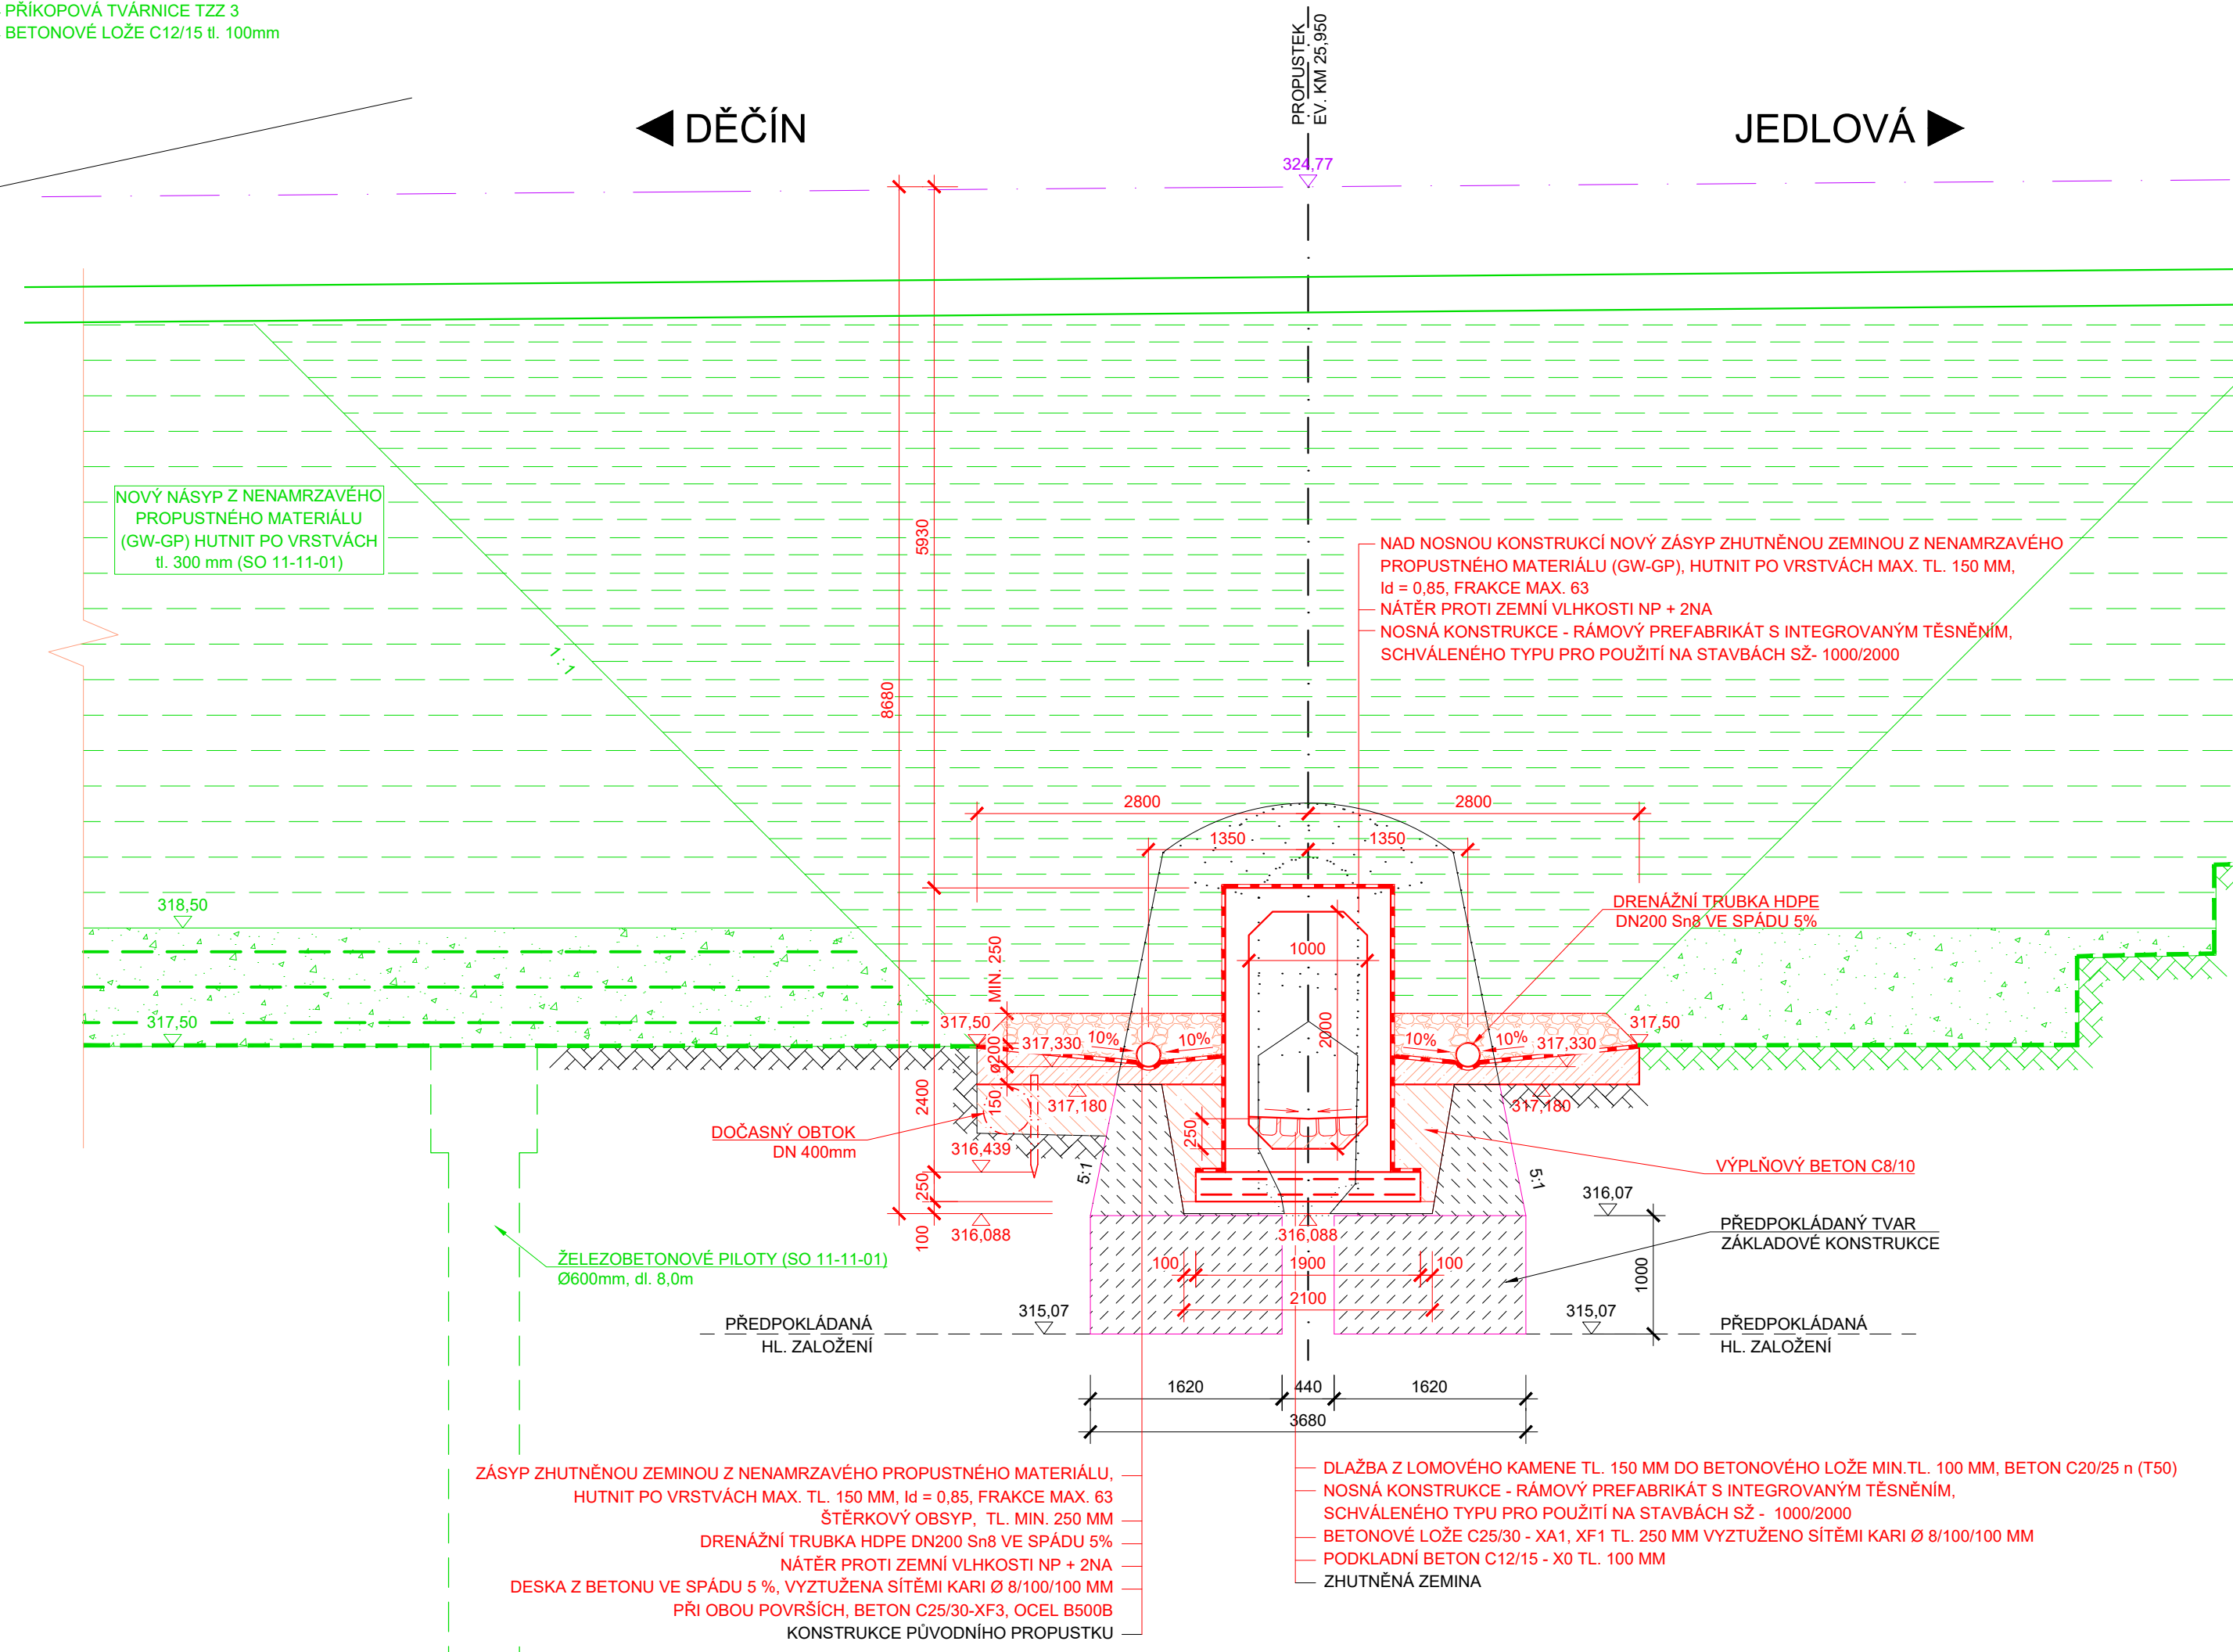 PŘÍKOPOVÁ TVÁRNICE TZZ 3
BETONOVÉ LOŽE C12/15 tl. 100mm
PROPUSTEK
EV. KM 25,950
DĚČÍN
JEDLOVÁ
324,77
NOVÝ NÁSYP Z NENAMRZAVÉHO
PROPUSTNÉHO MATERIÁLU
(GW-GP) HUTNIT PO VRSTVÁCH
tl. 300 mm (SO 11-11-01)
1:1
5930
8680
NAD NOSNOU KONSTRUKCÍ NOVÝ ZÁSYP ZHUTNĚNOU ZEMINOU Z NENAMRZAVÉHO
PROPUSTNÉHO MATERIÁLU (GW-GP), HUTNIT PO VRSTVÁCH MAX. TL. 150 MM,
Id = 0,85, FRAKCE MAX. 63
NÁTĚR PROTI ZEMNÍ VLHKOSTI NP + 2NA
NOSNÁ KONSTRUKCE - RÁMOVÝ PREFABRIKÁT S INTEGROVANÝM TĚSNĚNÍM,
SCHVÁLENÉHO TYPU PRO POUŽITÍ NA STAVBÁCH SŽ- 1000/2000
2800
2800
1350
1350
DRENÁŽNÍ TRUBKA HDPE
DN200 Sn8 VE SPÁDU 5%
318,50
317,50
MIN. 250
1000
2000
317,50
317,50
Ø200
317,330
10%
10%
10%
10%
317,330
2400
150
317,180
317,180
DOČASNÝ OBTOK
DN 400mm
250
316,439
5:1
5:1
VÝPLŇOVÝ BETON C8/10
250
100
316,088
316,088
316,07
PŘEDPOKLÁDANÝ TVAR
ZÁKLADOVÉ KONSTRUKCE
ŽELEZOBETONOVÉ PILOTY (SO 11-11-01)
Ø600mm, dl. 8,0m
100
1900
100
2100
1000
315,07
315,07
PŘEDPOKLÁDANÁ
HL. ZALOŽENÍ
PŘEDPOKLÁDANÁ
HL. ZALOŽENÍ
1620
440
1620
3680
ZÁSYP ZHUTNĚNOU ZEMINOU Z NENAMRZAVÉHO PROPUSTNÉHO MATERIÁLU,
HUTNIT PO VRSTVÁCH MAX. TL. 150 MM, Id = 0,85, FRAKCE MAX. 63
ŠTĚRKOVÝ OBSYP, TL. MIN. 250 MM
DRENÁŽNÍ TRUBKA HDPE DN200 Sn8 VE SPÁDU 5%
NÁTĚR PROTI ZEMNÍ VLHKOSTI NP + 2NA
DESKA Z BETONU VE SPÁDU 5 %, VYZTUŽENA SÍTĚMI KARI Ø 8/100/100 MM
PŘI OBOU POVRŠÍCH, BETON C25/30-XF3, OCEL B500B
KONSTRUKCE PŮVODNÍHO PROPUSTKU
DLAŽBA Z LOMOVÉHO KAMENE TL. 150 MM DO BETONOVÉHO LOŽE MIN.TL. 100 MM, BETON C20/25 n (T50)
NOSNÁ KONSTRUKCE - RÁMOVÝ PREFABRIKÁT S INTEGROVANÝM TĚSNĚNÍM,
SCHVÁLENÉHO TYPU PRO POUŽITÍ NA STAVBÁCH SŽ - 1000/2000
BETONOVÉ LOŽE C25/30 - XA1, XF1 TL. 250 MM VYZTUŽENO SÍTĚMI KARI Ø 8/100/100 MM
PODKLADNÍ BETON C12/15 - X0 TL. 100 MM
ZHUTNĚNÁ ZEMINA